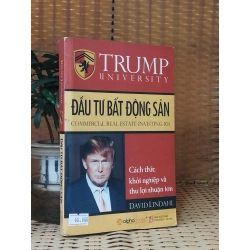 TRUMP
UNIVERSITY
ĐẦU TƯ BẤT ĐỘNG SẢN
COMMERCIAL REAL ESTATE INVESTING 101
Cách thức
khởi nghiệp và
thu lợi nhuận lớn
DAVID LINDAHL
alpha